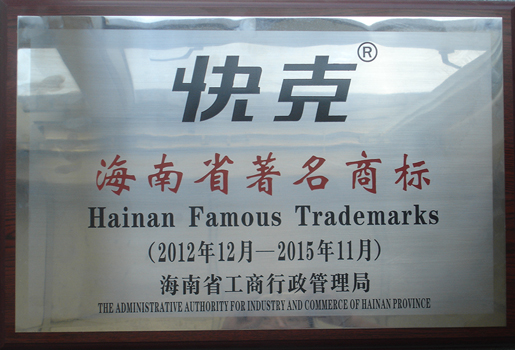 快克®
海南省著名商标
Hainan Famous Trademarks
(2012年12月—2015年11月)
海南省工商行政管理局
THE ADMINISTRATIVE AUTHORITY FOR INDUSTRY AND COMMERCE OF HAINAN PROVINCE